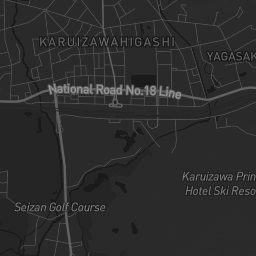 KARUIZAWAHIGASHI
YAGASAK
National Road No.18 Line
Karuizawa Prin
Hotel Ski Reso
Seizan Golf Course